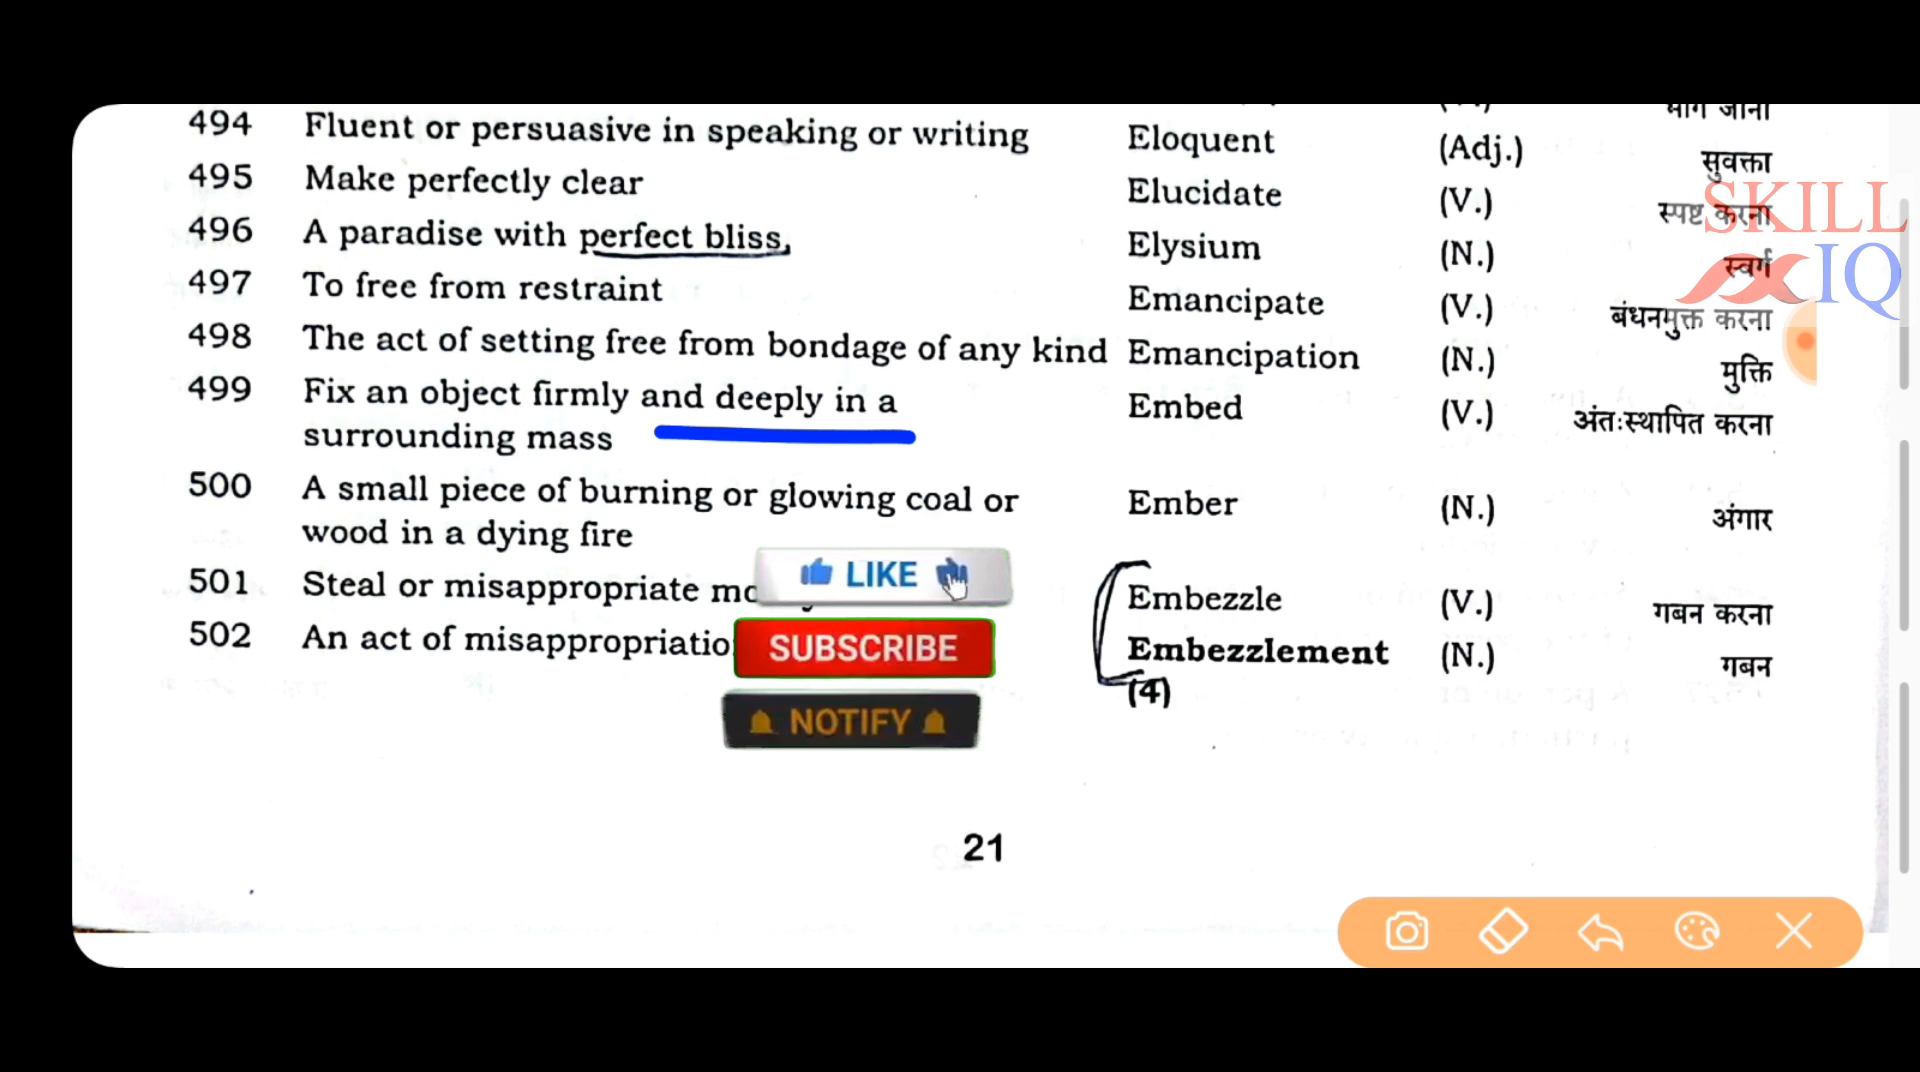 भाग जाना
494 Fluent or persuasive in speaking or writing Eloquent (Adj.) सुवक्ता
495 Make perfectly clear Elucidate (V.) स्पष्ट करना
SKILL
496 A paradise with perfect bliss, Elysium (N.) स्वर्ग
IQ
497 To free from restraint Emancipate (V.) बंधनमुक्त करना
498 The act of setting free from bondage of any kind Emancipation (N.) मुक्ति
499 Fix an object firmly and deeply in a Embed (V.) अंतःस्थापित करना
surrounding mass
500 A small piece of burning or glowing coal or Ember (N.) अंगार
wood in a dying fire
501 Steal or misappropriate Embezzle (V.) गबन करना
LIKE
502 An act of misappropriatio Embezzlement (N.) गबन
SUBSCRIBE
(4)
NOTIFY
21